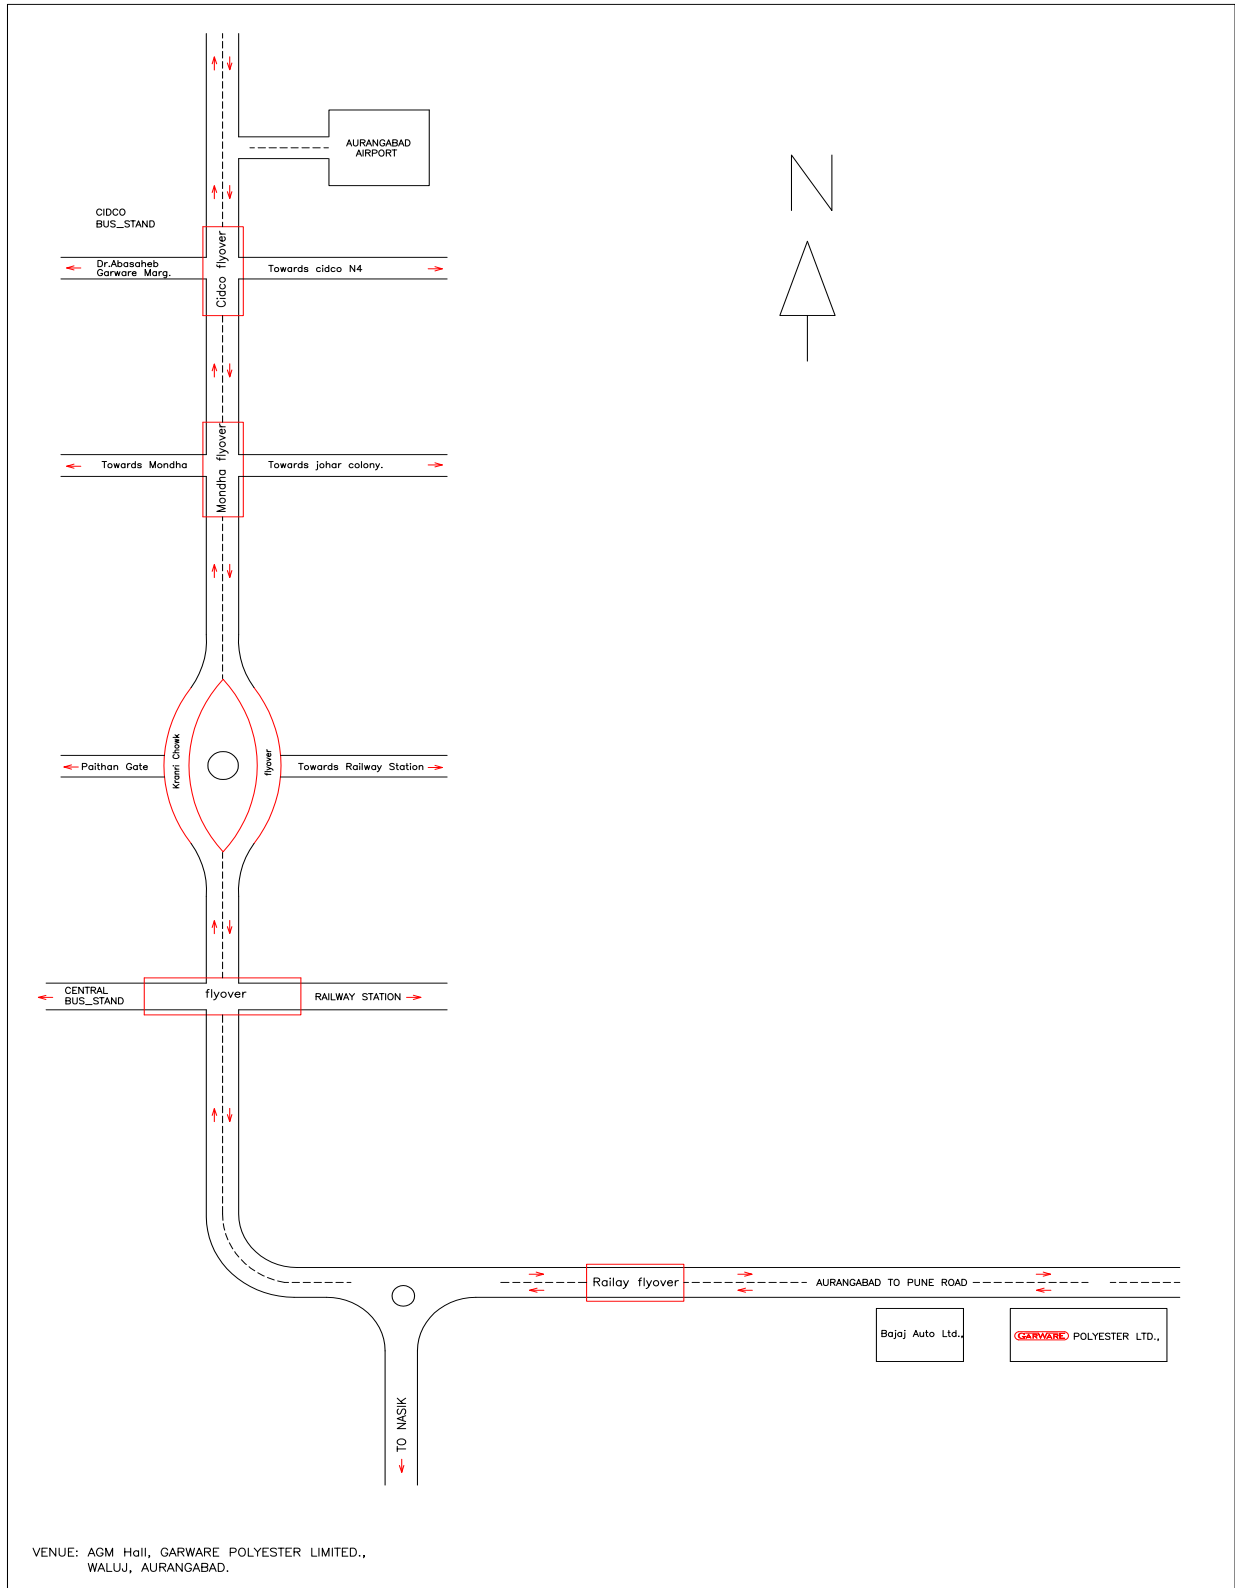 AURANGABAD
AIRPORT
N
CIDCO
BUS_STAND
Cidco flyover
Dr.Abasaheb
Garware Marg.
Towards cidco N4
Mondha flyover
Towards Mondha
Towards johar colony.
Kranri Chowk
flyover
Paithan Gate
Towards Railway Station
flyover
CENTRAL
BUS_STAND
RAILWAY STATION
Railay flyover
AURANGABAD TO PUNE ROAD
Bajaj Auto Ltd.,
GARWARE POLYESTER LTD.,
TO NASIK
VENUE: AGM Hall, GARWARE POLYESTER LIMITED.,
WALUJ, AURANGABAD.